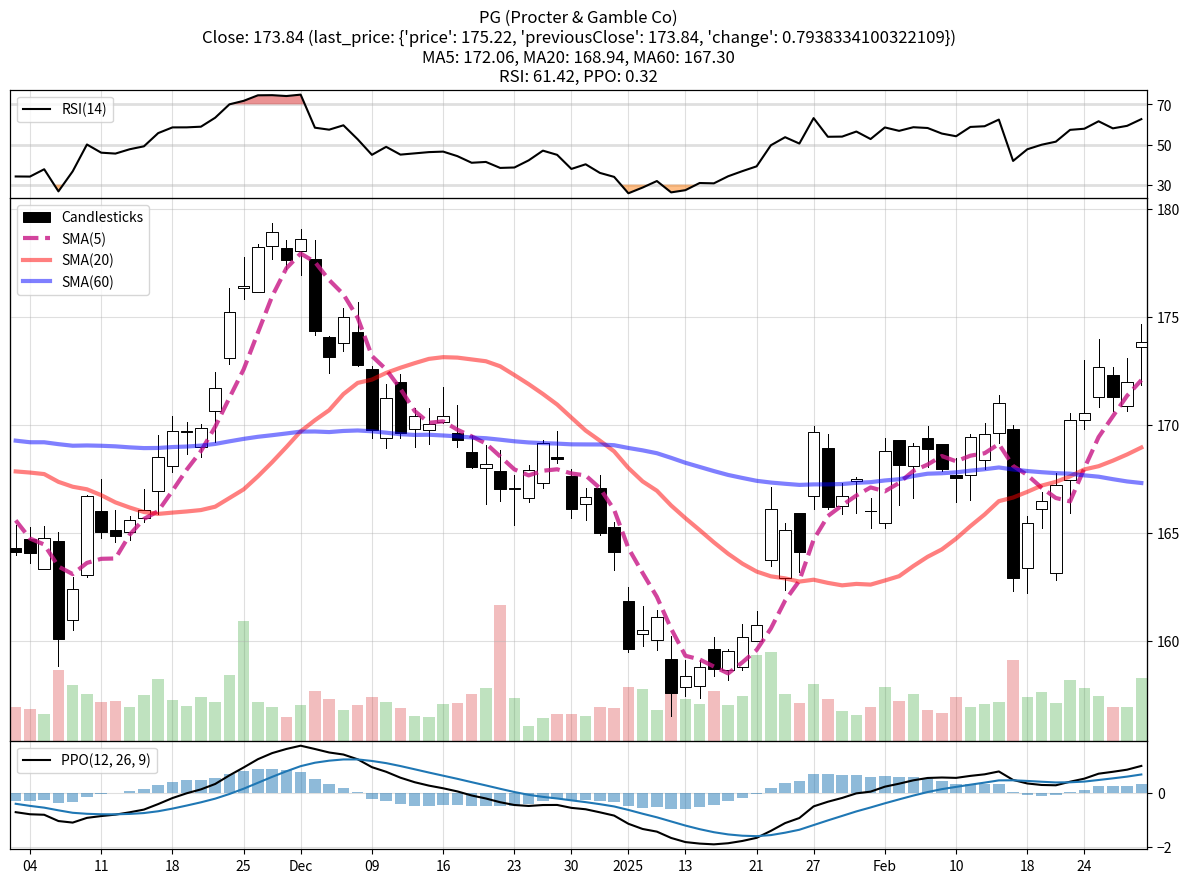 PG (Procter & Gamble Co)
Close: 173.84 (last_price: {'price': 175.22, 'previousClose': 173.84, 'change': 0.7938334100322109})
MA5: 172.06, MA20: 168.94, MA60: 167.30
RSI: 61.42, PPO: 0.32
RSI(14)
70
50
30
Candlesticks
SMA(5)
SMA(20)
SMA(60)
180
175
170
165
160
PPO(12, 26, 9)
0
−2
04 11 18 25 Dec 09 16 23 30 2025 13 21 27 Feb 10 18 24